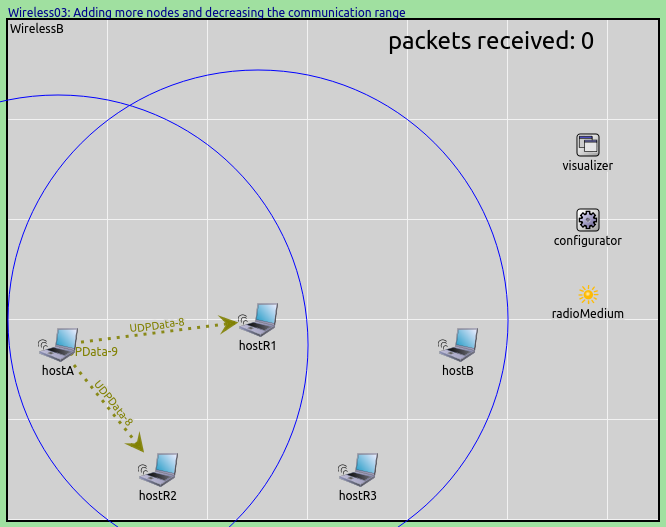 Wireless03: Adding more nodes and decreasing the communication range
WirelessB
packets received: 0
visualizer
configurator
radioMedium
UDPData-8
hostR1
PData-9
hostA
hostB
UDPData-8
hostR2
hostR3